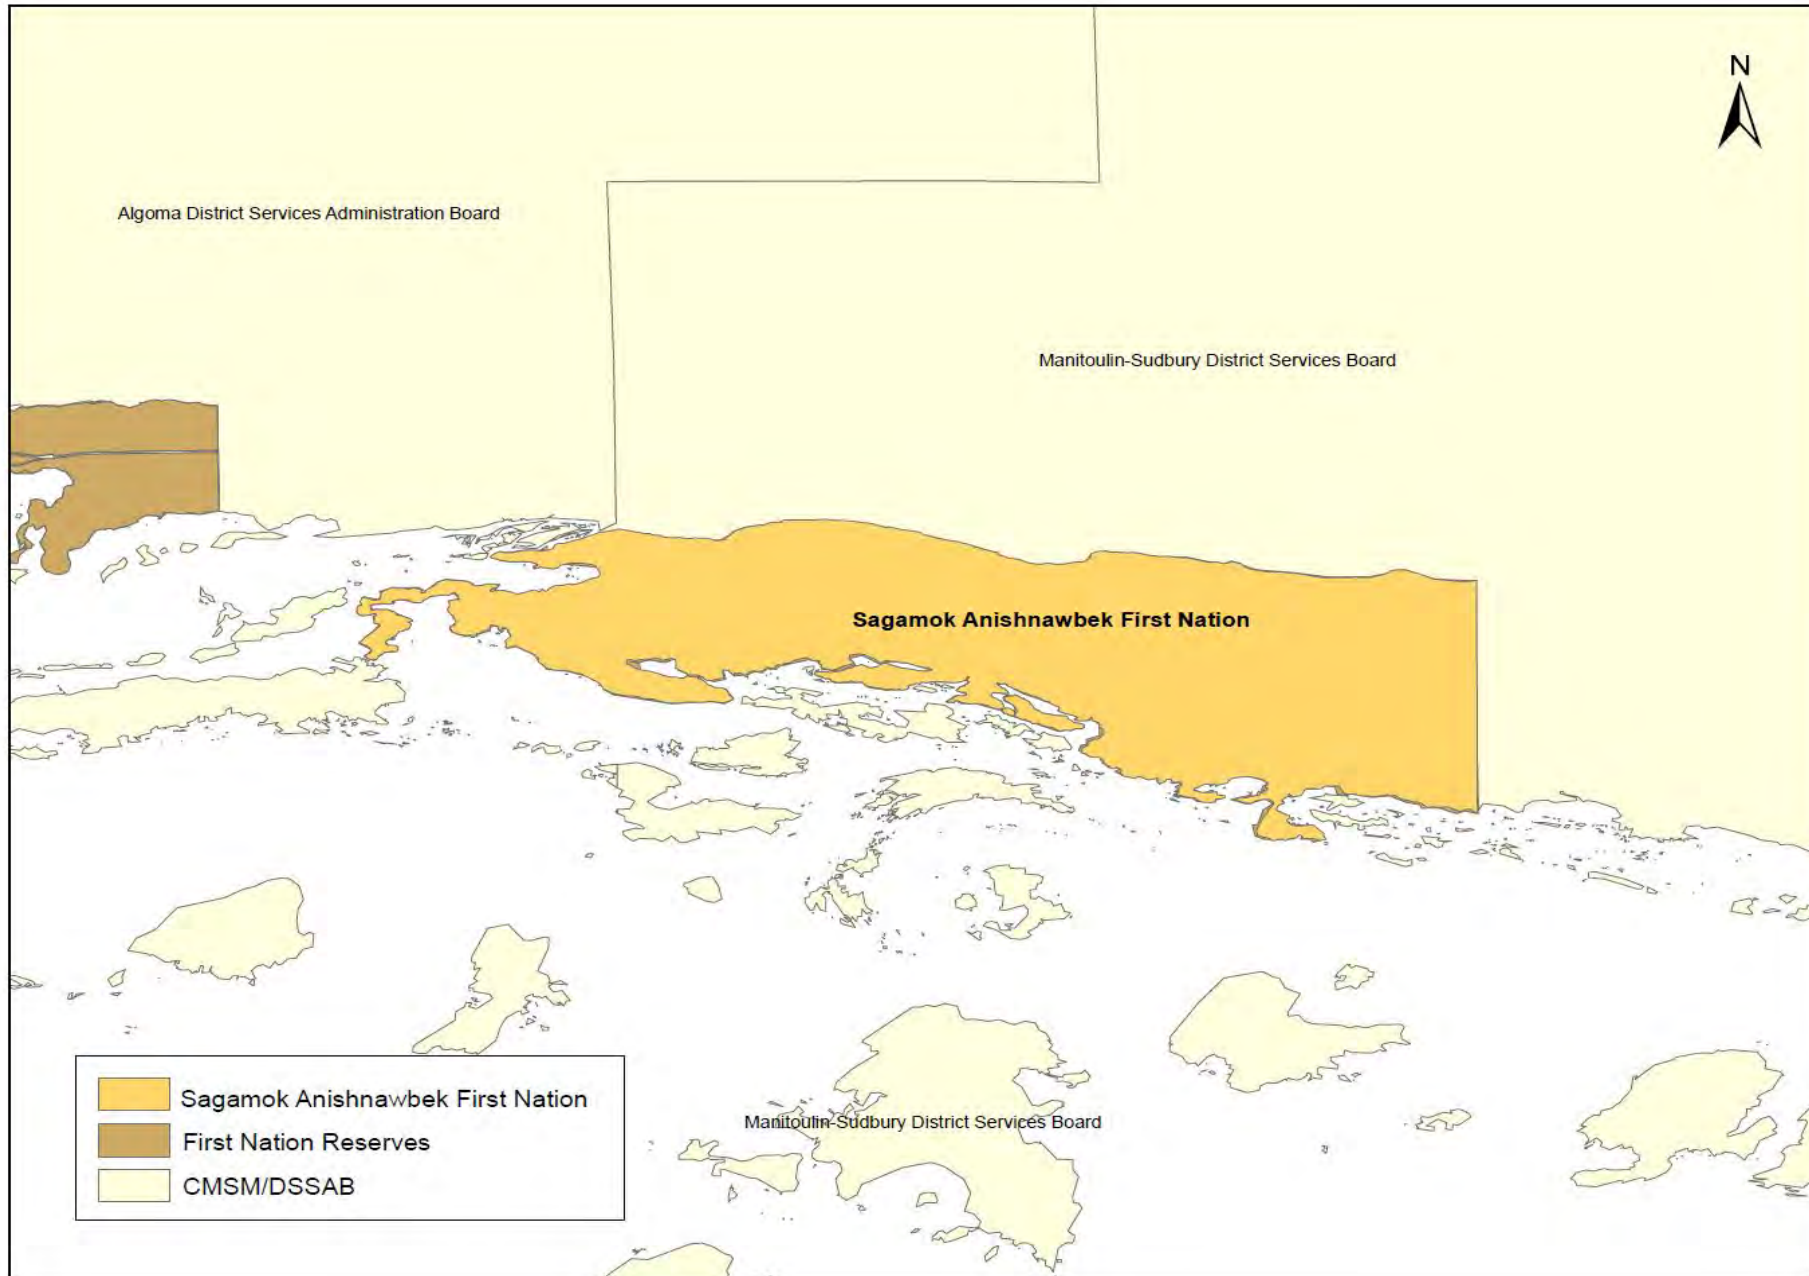 N
Algoma District Services Administration Board
Manitoulin-Sudbury District Services Board
Sagamok Anishnawbek First Nation
Manitoulin-Sudbury District Services Board
Sagamok Anishnawbek First Nation
First Nation Reserves
CMSM/DSSAB